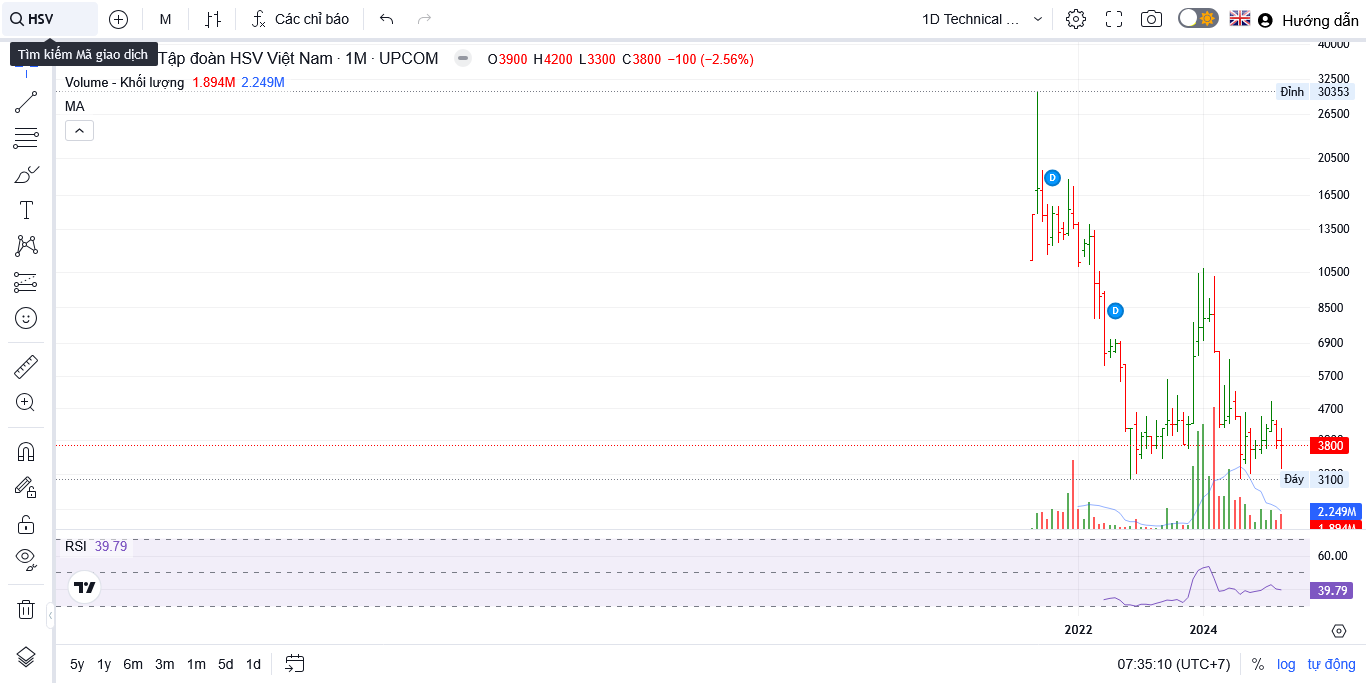 HSV
M
Các chỉ báo
1D Technical ...
Hướng dẫn
Tìm kiếm Mã giao dịch
Tập đoàn HSV Việt Nam · 1M · UPCOM
O3900 H4200 L3300 C3800 −100 (−2.56%)
Volume - Khối lượng 1.894M 2.249M
MA
40000
32500
Đỉnh 30353
26500
20500
16500
D
13500
10500
8500
D
6900
5700
4700
3800
Đáy 3100
2.249M
1.894M
RSI 39.79
60.00
39.79
2022 2024
5y 1y 6m 3m 1m 5d 1d
07:35:10 (UTC+7) % log tự động